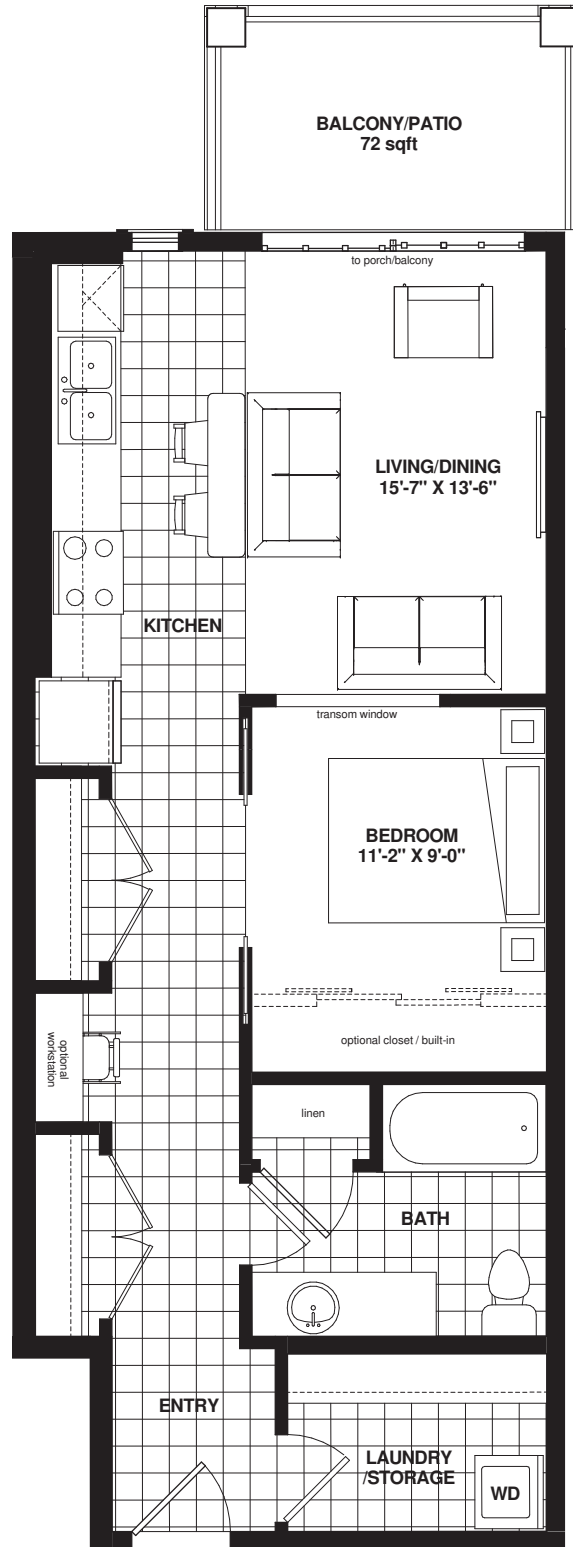 BALCONY/PATIO
72 sqft
to porch/balcony
LIVING/DINING
15'-7" X 13'-6"
KITCHEN
transom window
BEDROOM
11'-2" X 9'-0"
optional
workstation
optional closet / built-in
linen
BATH
ENTRY
LAUNDRY
/STORAGE
WD